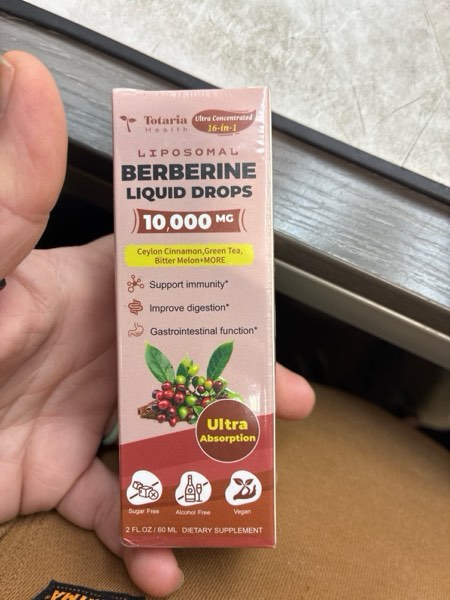 Totaria
Health
Ultra Concentrated
16-in-1
LIPOSOMAL
BERBERINE
LIQUID DROPS
10,000 MG
Ceylon Cinnamon,Green Tea,
Bitter Melon+MORE
Support immunity*
Improve digestion*
Gastrointestinal function*
Ultra
Absorption
Sugar Free
Alcohol Free
Vegan
2 FL.OZ / 60 ML DIETARY SUPPLEMENT